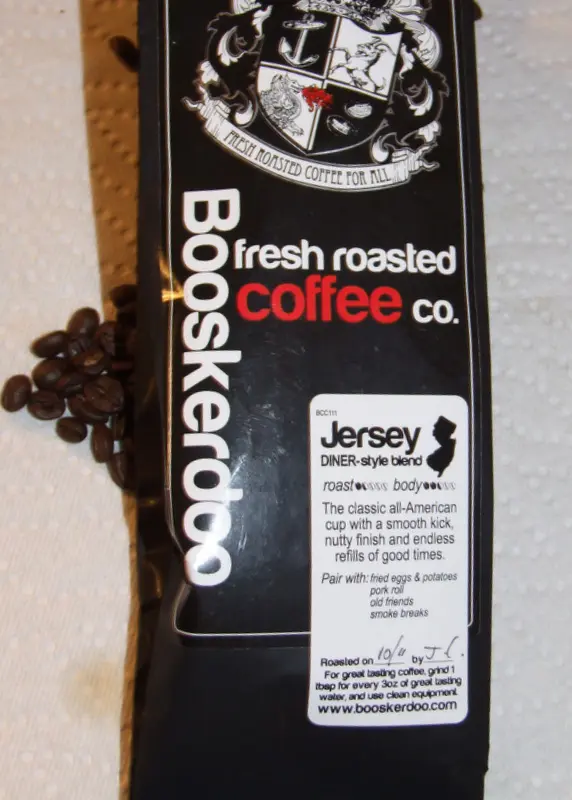 FRESH ROASTED COFFEE FOR ALL
Booskerdoo
fresh roasted
coffee co.
BCC111
Jersey
DINER-style blend
roast body
The classic all-American
cup with a smooth kick,
nutty finish and endless
refills of good times.
Pair with: fried eggs & potatoes
pork roll
old friends
smoke breaks
Roasted on 10/11 by J
For great tasting coffee, grind 1
tbsp for every 3oz of great tasting
water, and use clean equipment.
www.booskerdoo.com